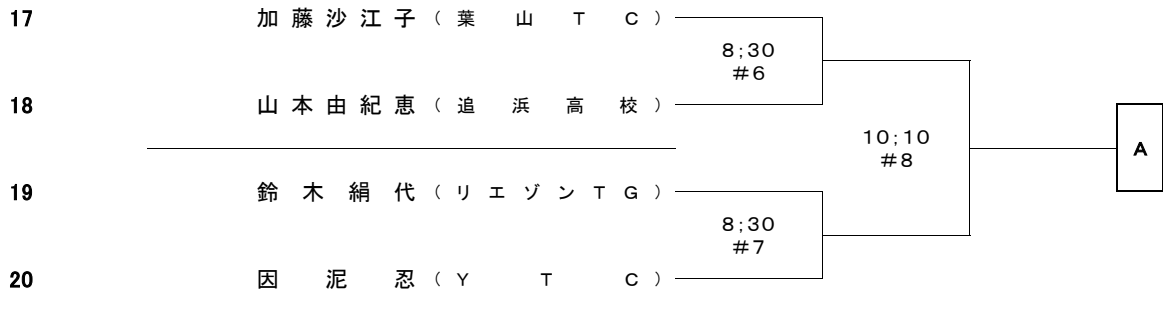 17 加藤沙江子（葉山ＴＣ）
8;30
#6
18 山本由紀恵（追浜高校）
10;10
#8
A
19 鈴木絹代（リエゾンＴＧ）
8;30
#7
20 因泥忍（ＹＴＣ）